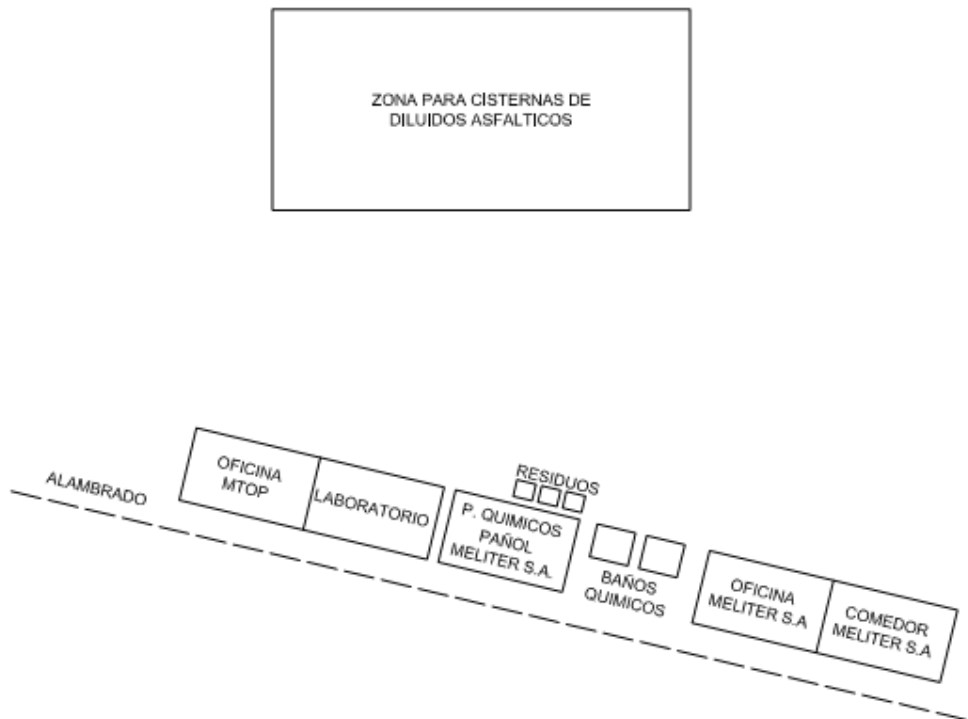 ZONA PARA CISTERNAS DE
DILUIDOS ASFALTICOS
ALAMBRADO
OFICINA
MTOP
LABORATORIO
RESIDUOS
P. QUIMICOS
PAÑOL
MELITER S.A.
BAÑOS
QUIMICOS
OFICINA
MELITER S.A
COMEDOR
MELITER S.A